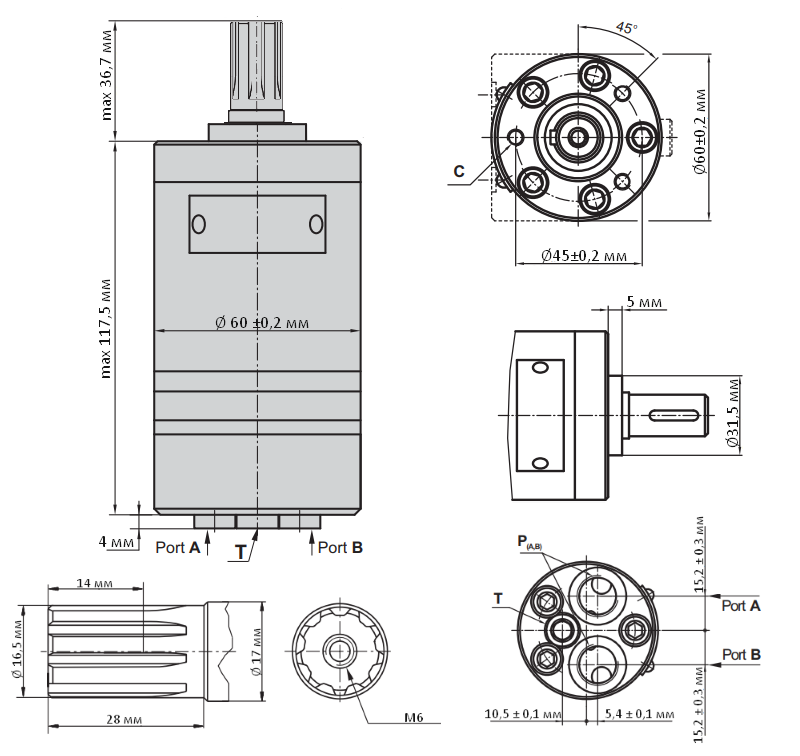 max 36,7 мм
max 117,5 мм
Ø 60 ±0,2 мм
4 мм
Port A
T
Port B
45°
C
Ø60±0,2 мм
Ø45±0,2 мм
5 мм
Ø31,5 мм
14 мм
Ø 16,5 мм
Ø 17 мм
28 мм
M6
P(A,B)
T
15,2 ± 0,3 мм
Port A
Port B
15,2 ± 0,3 мм
10,5 ± 0,1 мм
5,4 ± 0,1 мм